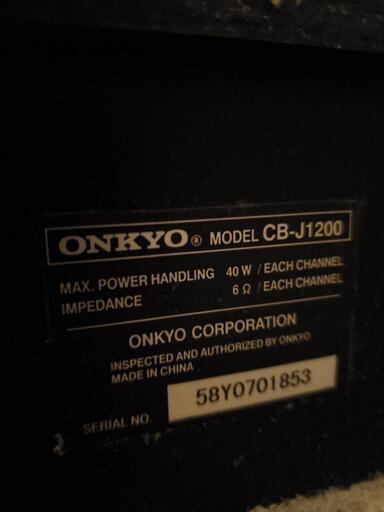 ONKYO® MODEL CB-J1200
MAX. POWER HANDLING 40 W / EACH CHANNEL
IMPEDANCE 6 Ω / EACH CHANNEL
ONKYO CORPORATION
INSPECTED AND AUTHORIZED BY ONKYO
MADE IN CHINA
SERIAL NO. 58Y0701853